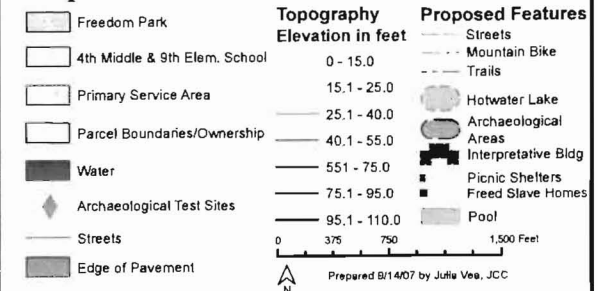 Freedom Park
4th Middle & 9th Elem. School
Primary Service Area
Parcel Boundaries/Ownership
Water
Archaeological Test Sites
Streets
Edge of Pavement
Topography
Elevation in feet
0 - 15.0
15.1 - 25.0
25.1 - 40.0
40.1 - 55.0
551 - 75.0
75.1 - 95.0
95.1 - 110.0
Proposed Features
Streets
Mountain Bike
Trails
Hotwater Lake
Archaeological
Areas
Interpretative Bldg
Picnic Shelters
Freed Slave Homes
Pool
0 375 750 1,500 Feet
N
Prepared 8/14/07 by Julie Vea, JCC